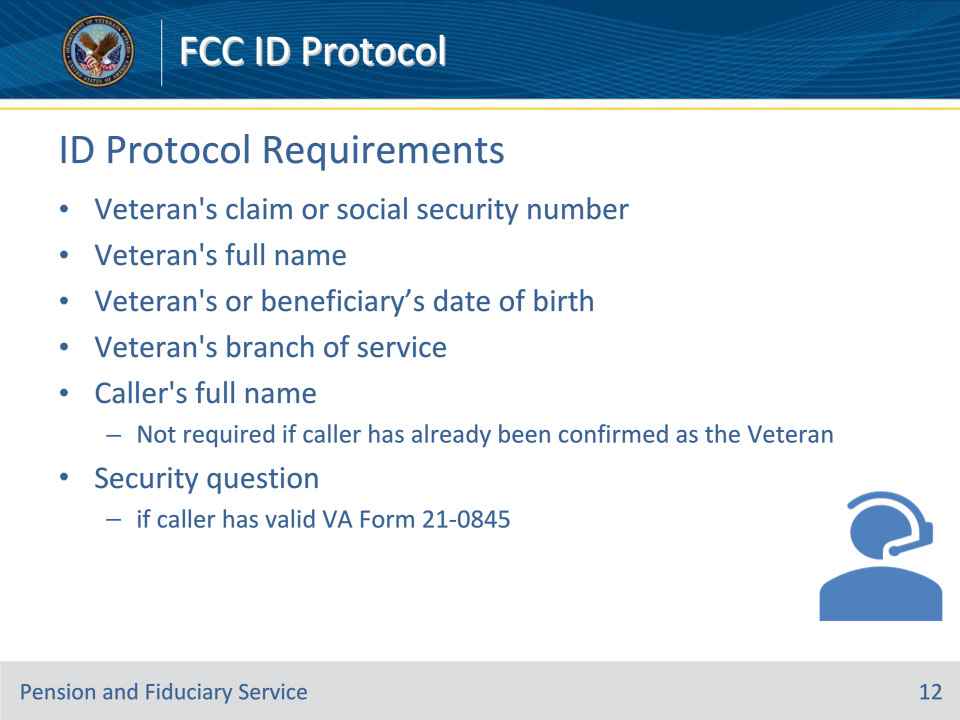 FCC ID Protocol
ID Protocol Requirements
• Veteran's claim or social security number
• Veteran's full name
• Veteran's or beneficiary’s date of birth
• Veteran's branch of service
• Caller's full name
– Not required if caller has already been confirmed as the Veteran
• Security question
– if caller has valid VA Form 21-0845
Pension and Fiduciary Service
12